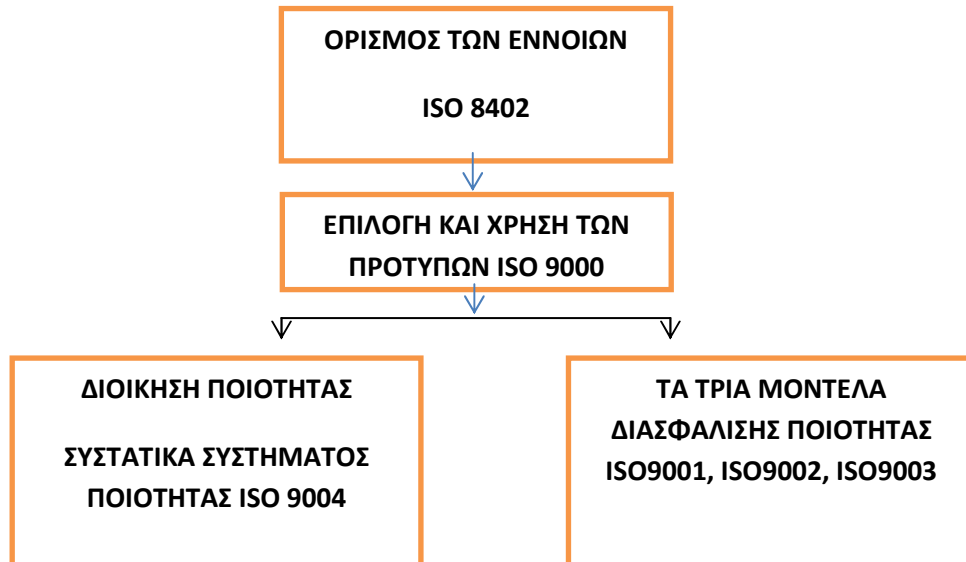 ΟΡΙΣΜΟΣ ΤΩΝ ΕΝΝΟΙΩΝ
ISO 8402
ΕΠΙΛΟΓΗ ΚΑΙ ΧΡΗΣΗ ΤΩΝ
ΠΡΟΤΥΠΩΝ ISO 9000
ΔΙΟΙΚΗΣΗ ΠΟΙΟΤΗΤΑΣ
ΣΥΣΤΑΤΙΚΑ ΣΥΣΤΗΜΑΤΟΣ
ΠΟΙΟΤΗΤΑΣ ISO 9004
ΤΑ ΤΡΙΑ ΜΟΝΤΕΛΑ
ΔΙΑΣΦΑΛΙΣΗΣ ΠΟΙΟΤΗΤΑΣ
ISO9001, ISO9002, ISO9003